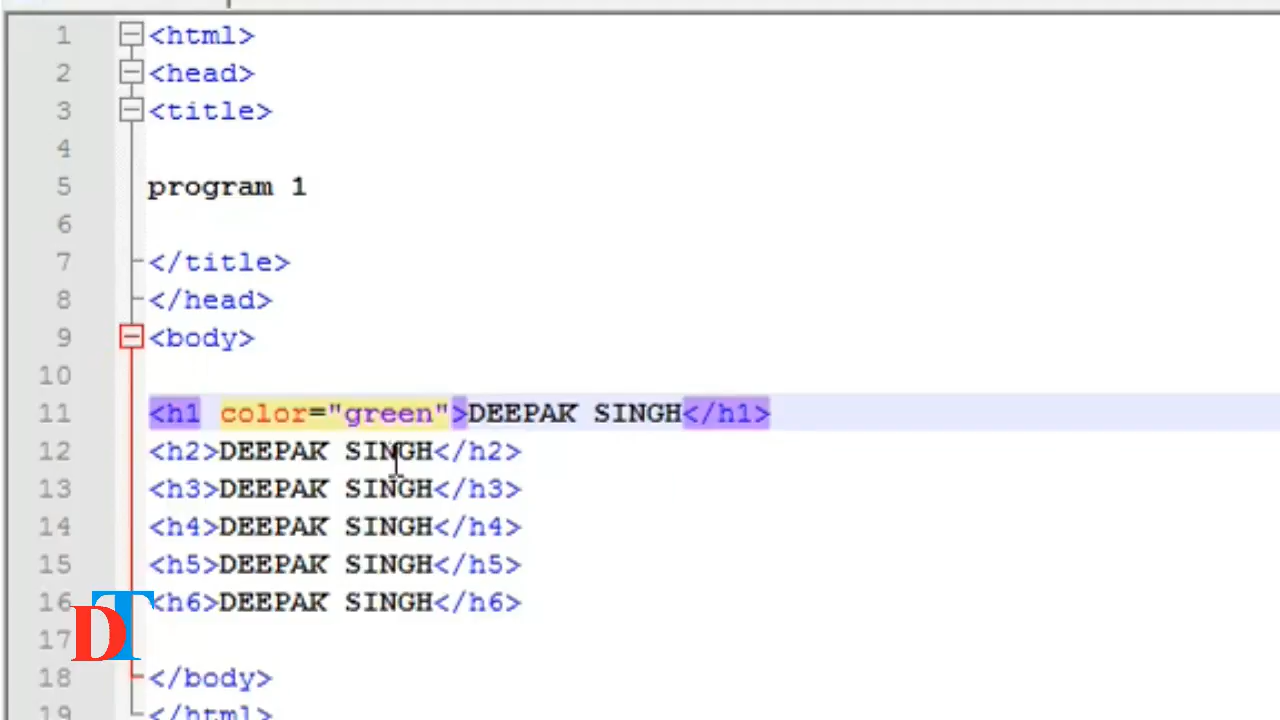 1 <html>
2 <head>
3 <title>
4
5 program 1
6
7 </title>
8 </head>
9 <body>
10
11 <h1 color="green">DEEPAK SINGH</h1>
12 <h2>DEEPAK SINGH</h2>
13 <h3>DEEPAK SINGH</h3>
14 <h4>DEEPAK SINGH</h4>
15 <h5>DEEPAK SINGH</h5>
16 <h6>DEEPAK SINGH</h6>
17
DT
18 </body>
19 </html>